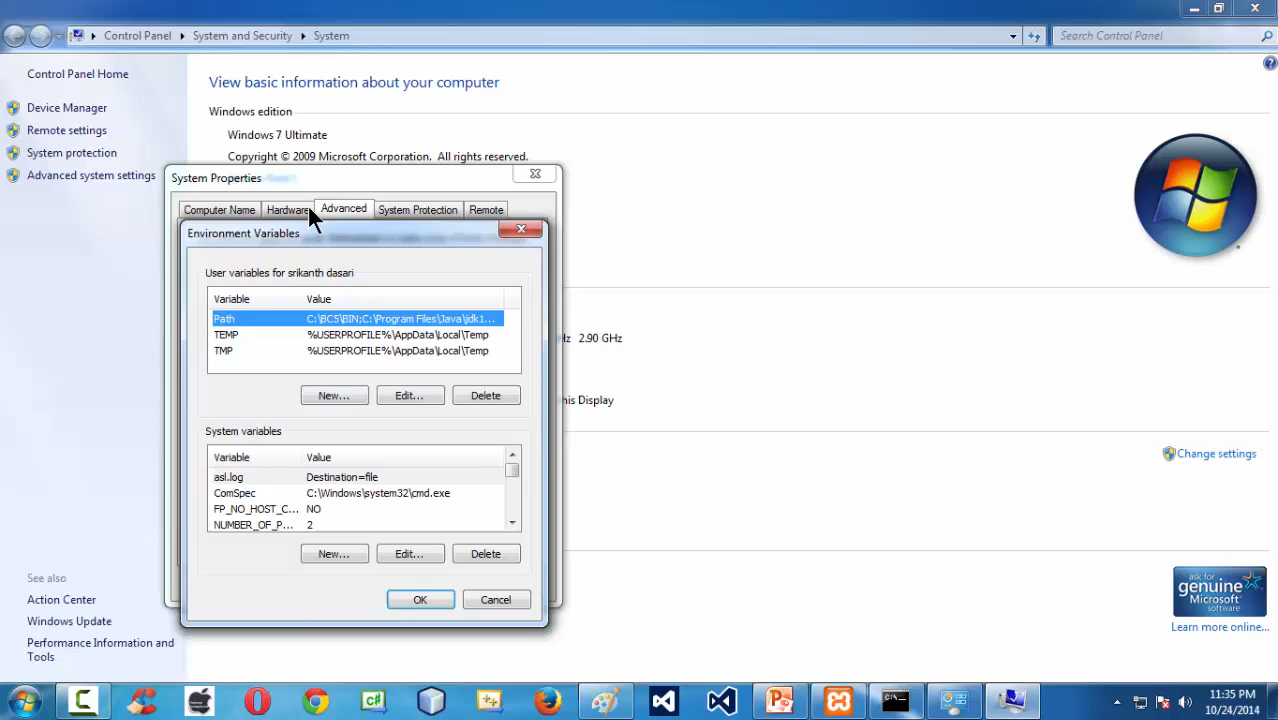 Control Panel System and Security System
Search Control Panel
Control Panel Home
Device Manager
Remote settings
System protection
Advanced system settings
View basic information about your computer
Windows edition
Windows 7 Ultimate
Copyright © 2009 Microsoft Corporation. All rights reserved.
System Properties
Computer Name Hardware Advanced System Protection Remote
Environment Variables
User variables for srikanth dasari
Variable Value
Path C:\BC5\BIN;C:\Program Files\Java\jdk1...
TEMP %USERPROFILE%\AppData\Local\Temp
TMP %USERPROFILE%\AppData\Local\Temp
New... Edit... Delete
System variables
Variable Value
asl.log Destination=file
ComSpec C:\Windows\system32\cmd.exe
FP_NO_HOST_C... NO
NUMBER_OF_P... 2
New... Edit... Delete
OK Cancel
Hz 2.90 GHz
his Display
Change settings
See also
Action Center
Windows Update
Performance Information and
Tools
ask for
genuine
Microsoft
software
Learn more online...
11:35 PM
10/24/2014